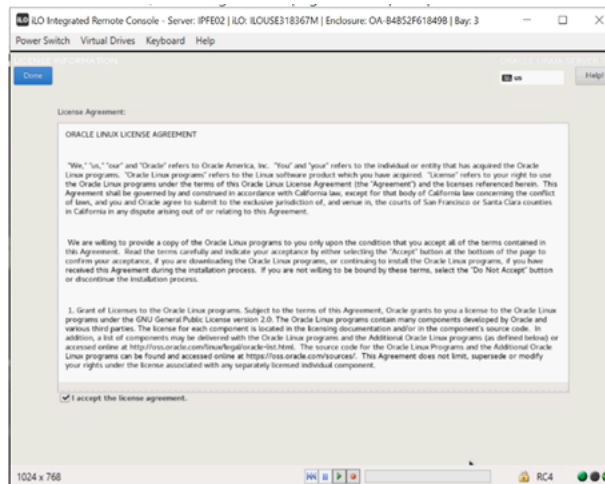 iLO Integrated Remote Console - Server: IPFE02 | iLO: ILOUSE318367M | Enclosure: OA-B4B52F61849B | Bay: 3
Power Switch Virtual Drives Keyboard Help
LICENSE INFORMATION
Done
us
Help!
License Agreement:
ORACLE LINUX LICENSE AGREEMENT
"We," "us," "our" and "Oracle" refers to Oracle America, Inc. "You" and "your" refers to the individual or entity that has acquired the Oracle
Linux programs. "Oracle Linux programs" refers to the Linux software product which you have acquired. "License" refers to your right to use
the Oracle Linux programs under the terms of this Oracle Linux License Agreement (the "Agreement") and the licenses referenced herein. This
Agreement shall be governed by and construed in accordance with California law, except for that body of California law concerning the conflict
of laws, and you and Oracle agree to submit to the exclusive jurisdiction of, and venue in, the courts of San Francisco or Santa Clara counties
in California in any dispute arising out of or relating to this Agreement.
We are willing to provide a copy of the Oracle Linux programs to you only upon the condition that you accept all of the terms contained in
this Agreement. Read the terms carefully and indicate your acceptance by either selecting the "Accept" button at the bottom of the page to
confirm your acceptance, if you are downloading the Oracle Linux programs, or continuing to install the Oracle Linux programs, if you have
received this Agreement during the installation process. If you are not willing to be bound by these terms, select the "Do Not Accept" button
or discontinue the installation process.
1. Grant of Licenses to the Oracle Linux programs. Subject to the terms of this Agreement, Oracle grants to you a license to the Oracle Linux
programs under the GNU General Public License version 2.0. The Oracle Linux programs contain many components developed by Oracle and
various third parties. The license for each component is located in the licensing documentation and/or in the component's source code. In
addition, a list of components may be delivered with the Oracle Linux programs and the Additional Oracle Linux programs (as defined below) or
accessed online at http://oss.oracle.com/linux/legal/oracle-list.html. The source code for the Oracle Linux Programs and the Additional Oracle
Linux programs can be found and accessed online at https://oss.oracle.com/sources/. This Agreement does not limit, supersede or modify
your rights under the license associated with any separately licensed individual component.
I accept the license agreement.
1024 x 768
RC4